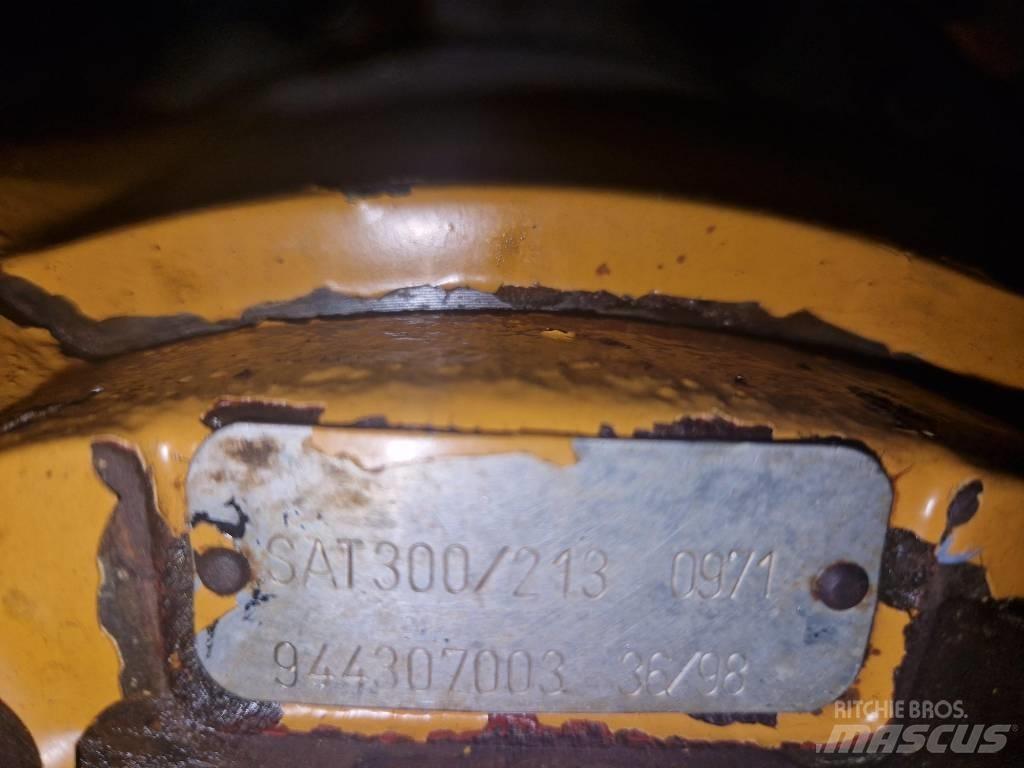 SAT300/213 0971
944307003 36/98
RITCHIE BROS.
MASCUS